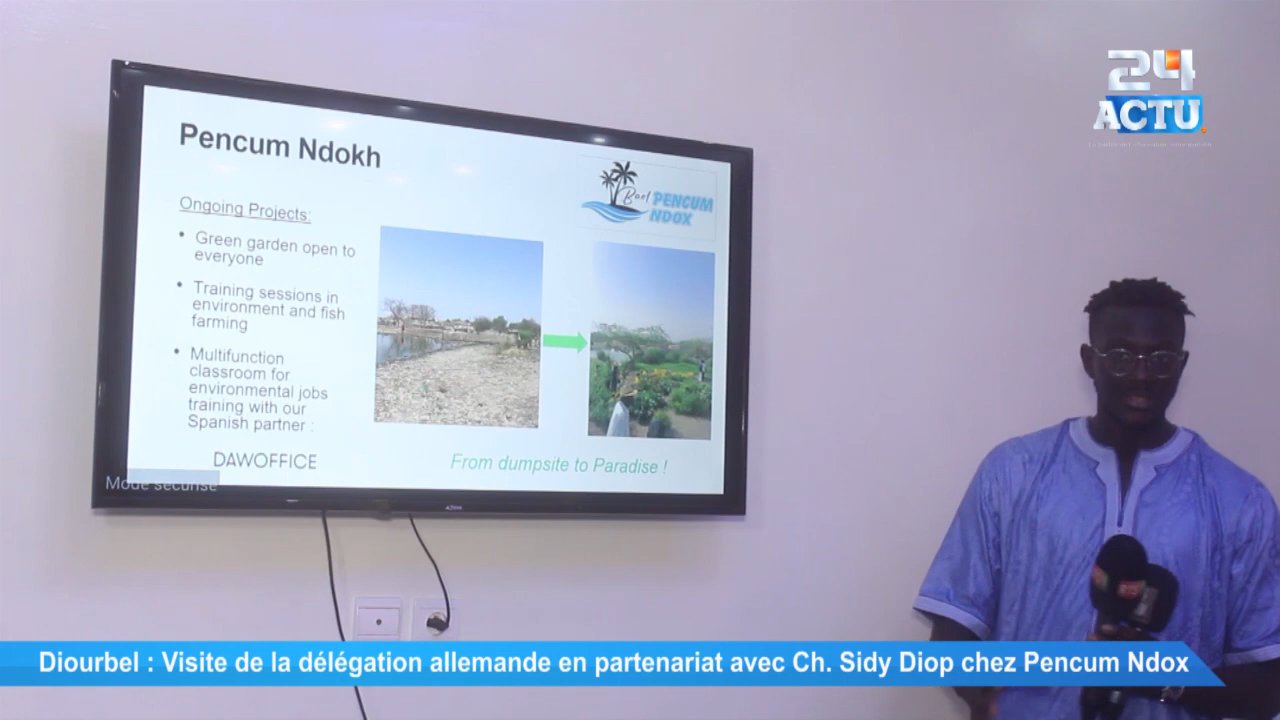 24
ACTU
Pencum Ndokh
Baol PENCUM
NDOX
Ongoing Projects:
• Green garden open to
everyone
• Training sessions in
environment and fish
farming
• Multifunction
classroom for
environmental jobs
training with our
Spanish partner :
DAWOFFICE
From dumpsite to Paradise !
Mode sécurisé
Diourbel : Visite de la délégation allemande en partenariat avec Ch. Sidy Diop chez Pencum Ndox